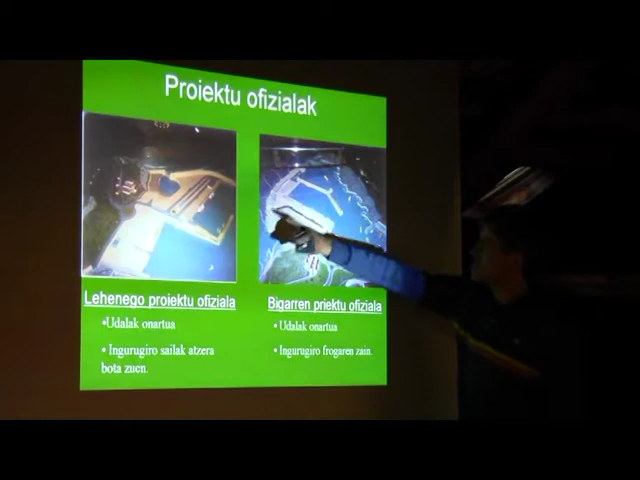 Proiektu ofizialak
Lehenego proiektu ofiziala
•Udalak onartua
• Ingurugiro sailak atzera
bota zuen.
Bigarren priektu ofiziala
• Udalak onartua
• Ingurugiro frogaren zain.